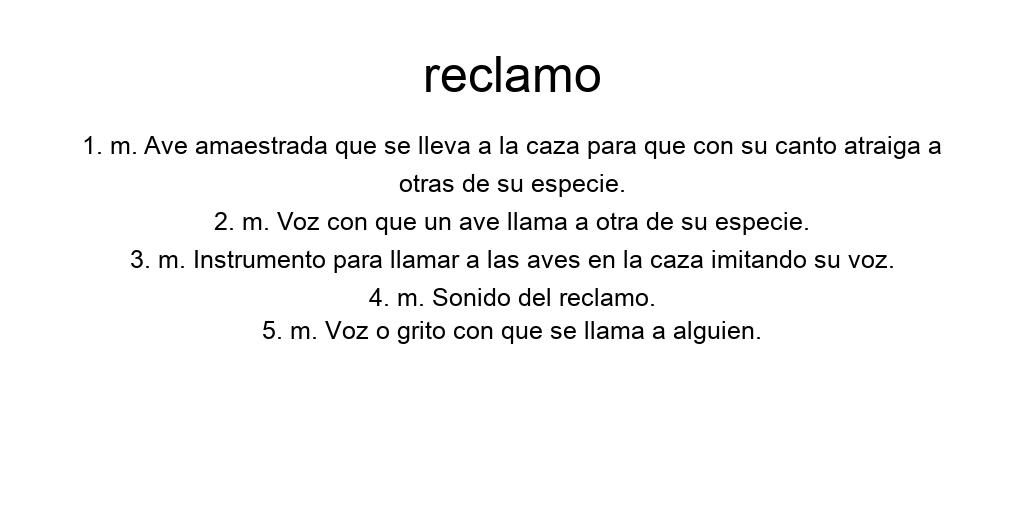 reclamo
1. m. Ave amaestrada que se lleva a la caza para que con su canto atraiga a
otras de su especie.
2. m. Voz con que un ave llama a otra de su especie.
3. m. Instrumento para llamar a las aves en la caza imitando su voz.
4. m. Sonido del reclamo.
5. m. Voz o grito con que se llama a alguien.